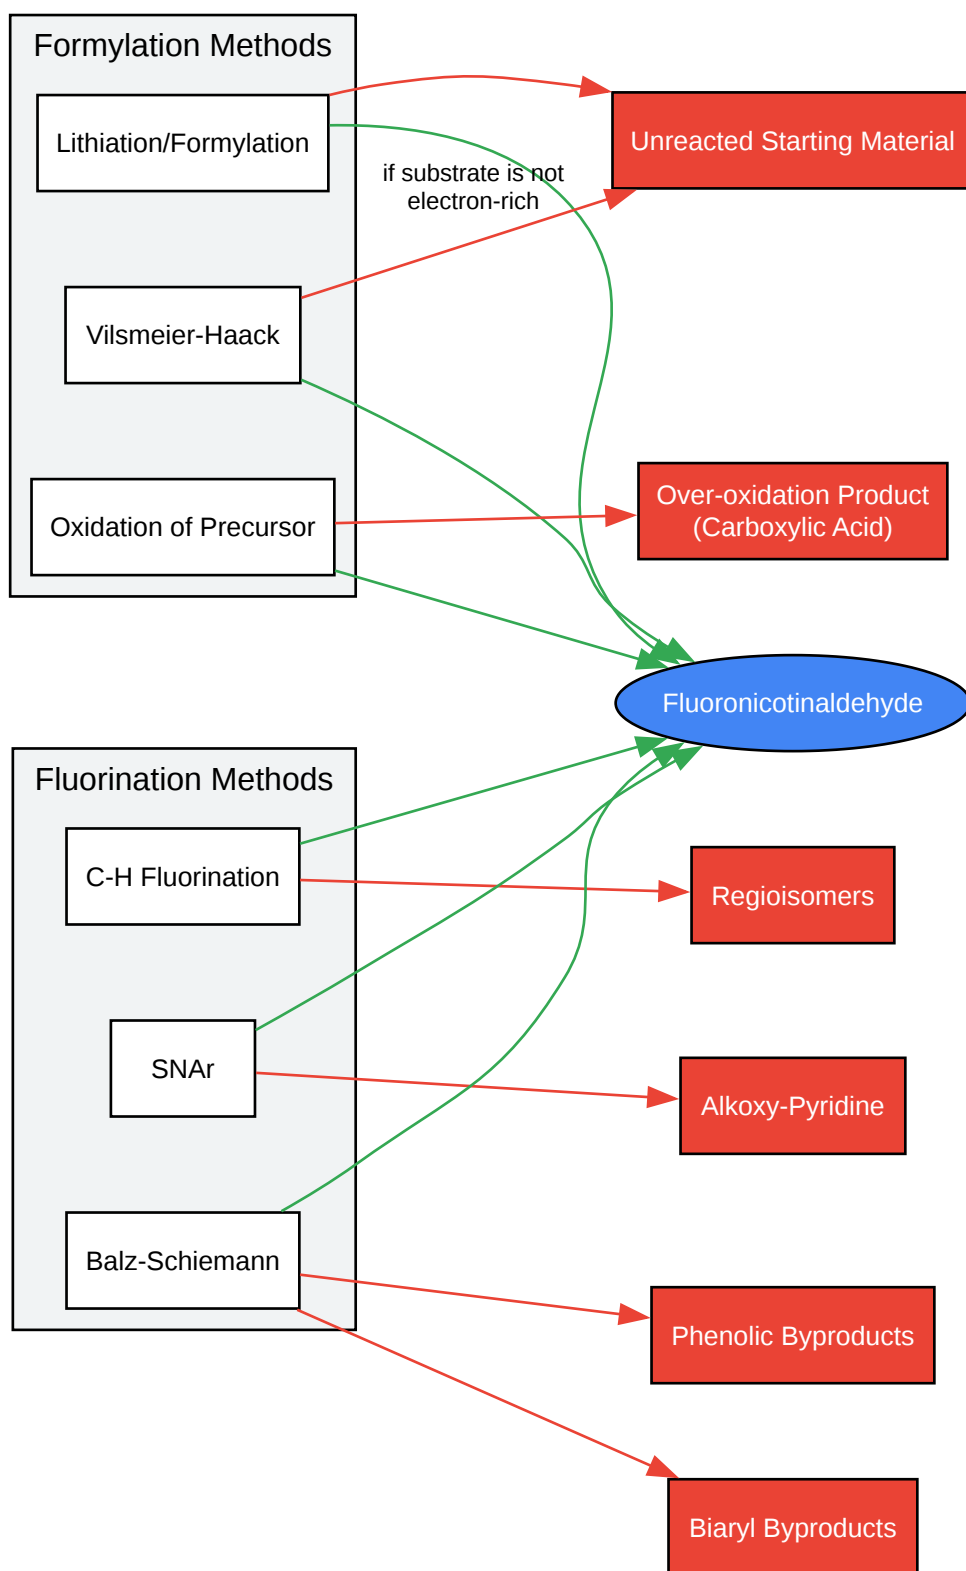 Formylation Methods
Lithiation/Formylation
Unreacted Starting Material
if substrate is not
electron-rich
Vilsmeier-Haack
Over-oxidation Product
(Carboxylic Acid)
Oxidation of Precursor
Fluoronicotinaldehyde
Fluorination Methods
C-H Fluorination
Regioisomers
SNAr
Alkoxy-Pyridine
Balz-Schiemann
Phenolic Byproducts
Biaryl Byproducts